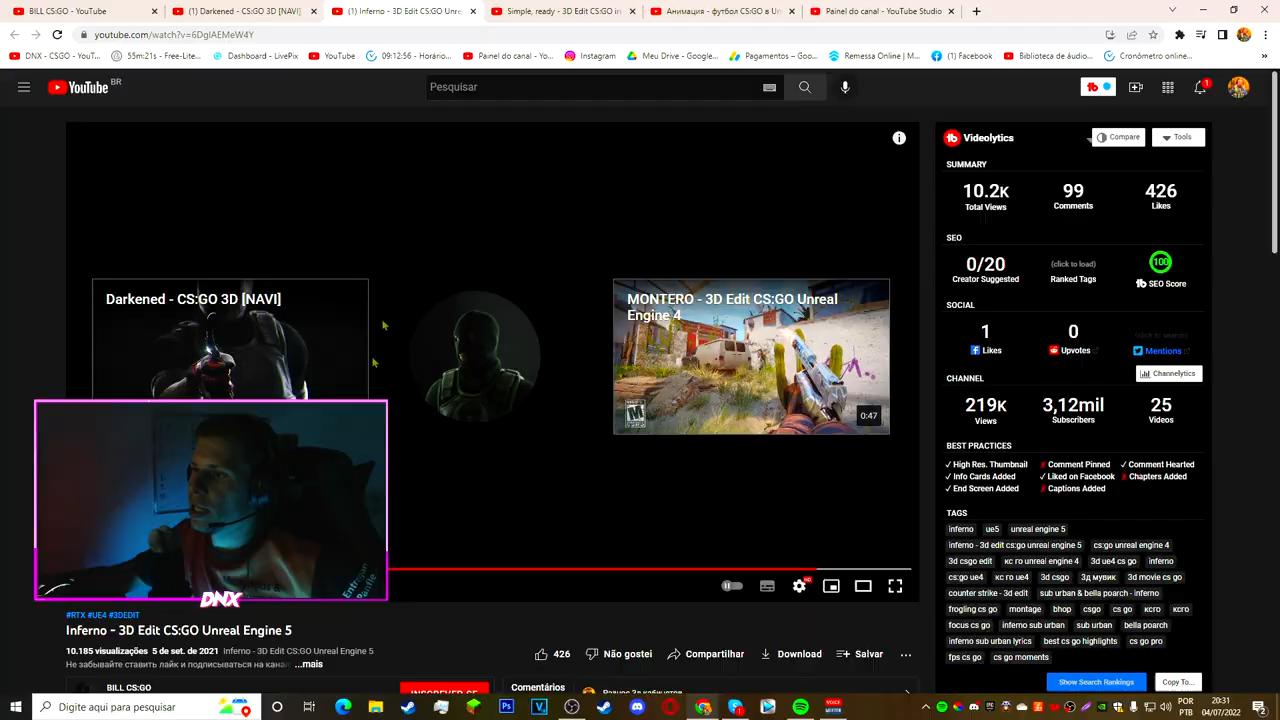 BILL CS:GO - YouTube
(1) Darkened - CS:GO 3D [NAVI]
(1) Inferno - 3D Edit CS:GO Unre
Simple, ready - 3D Edit CS:GO in
Анимация - футбол CS:GO в Un
Painel do canal - YouTube Studio
youtube.com/watch?v=6DgIAEMeW4Y
DNX - CSGO - YouT...
55m:21s - Free-Lite...
Dashboard - LivePix
YouTube
09:12:56 - Horário...
Painel do canal - Yo...
Instagram
Meu Drive - Google...
Pagamentos – Goo...
Remessa Online | M...
(1) Facebook
Biblioteca de áudio...
Cronómetro online...
YouTube BR
Pesquisar
1
Videolytics
Compare
Tools
SUMMARY
10.2K
99
426
Total Views
Comments
Likes
SEO
0/20
(click to load)
100
Creator Suggested
Ranked Tags
SEO Score
SOCIAL
1
0
Likes
Upvotes
Mentions
CHANNEL
Channelytics
219K
3,12mil
25
Views
Subscribers
Videos
BEST PRACTICES
High Res. Thumbnail
Comment Pinned
Comment Hearted
Info Cards Added
Liked on Facebook
Chapters Added
End Screen Added
Captions Added
TAGS
inferno ue5 unreal engine 5
inferno - 3d edit cs:go unreal engine 5 cs:go unreal engine 4
3d csgo edit кс го unreal engine 4 3d ue4 cs go inferno
cs:go ue4 кс го ue4 3d csgo 3д мувик 3d movie cs go
counter strike - 3d edit sub urban & bella poarch - inferno
frogling cs go montage bhop csgo cs go ксго ксго
focus cs go inferno sub urban sub urban bella poarch
inferno sub urban lyrics best cs go highlights cs go pro
fps cs go cs go moments
Show Search Rankings
Copy To...
Darkened - CS:GO 3D [NAVI]
MONTERO - 3D Edit CS:GO Unreal
Engine 4
M
0:47
HD
DNX
#RTX #UE4 #3DEDIT
Inferno - 3D Edit CS:GO Unreal Engine 5
10.185 visualizações 5 de set. de 2021 Inferno - 3D Edit CS:GO Unreal Engine 5
Не забывайте ставить лайк и подписываться на канал
...mais
426
Não gostei
Compartilhar
Download
Salvar
BILL CS:GO
Comentários
Digite aqui para pesquisar
VOICE
POR
PTB
20:31
04/07/2022